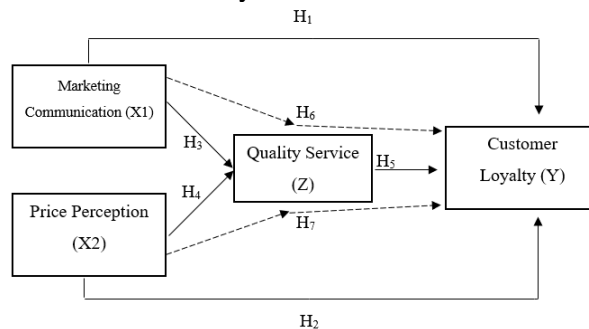 H1
Marketing
Communication (X1)
H6
H3
Quality Service
(Z)
H5
Customer
Loyalty (Y)
H4
Price Perception
(X2)
H7
H2